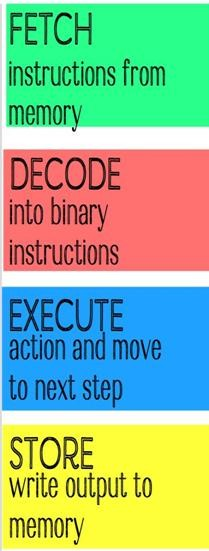 FETCH
instructions from
memory
DECODE
into binary
instructions
EXECUTE
action and move
to next step
STORE
write output to
memory